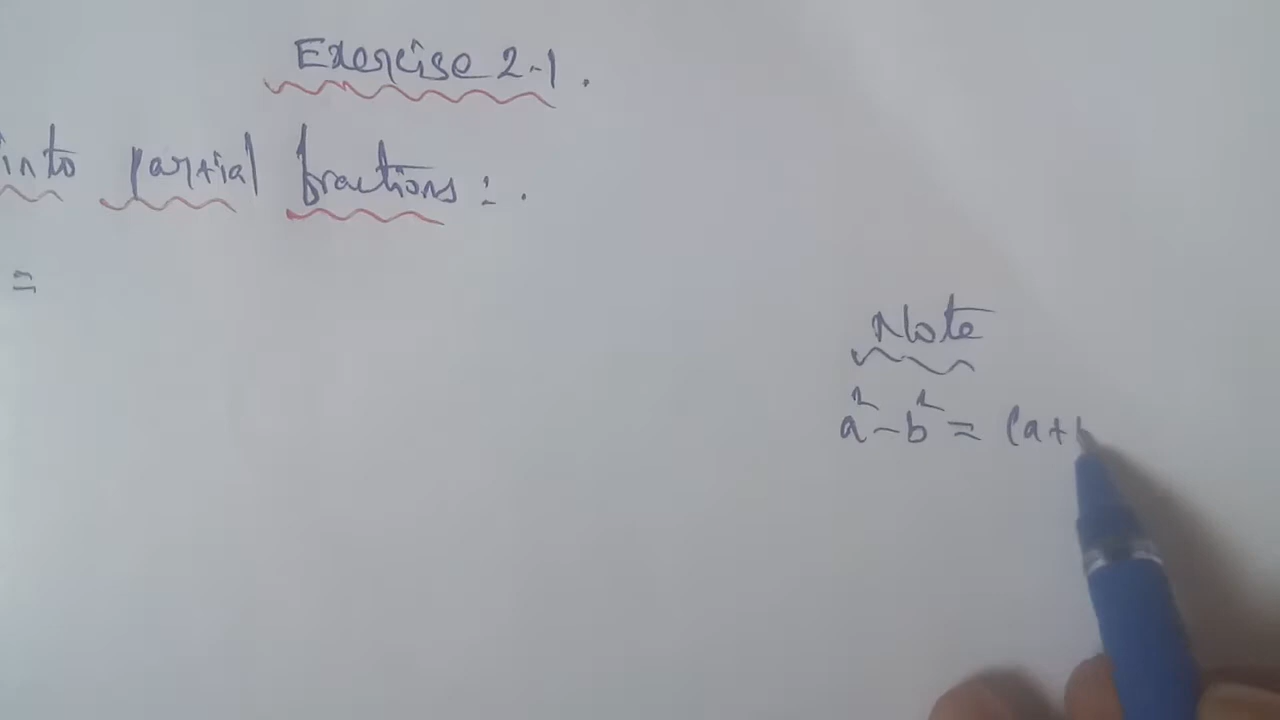 Exercise 2.1.
into partial fractions :.
=
Note
a² - b² = (a+b